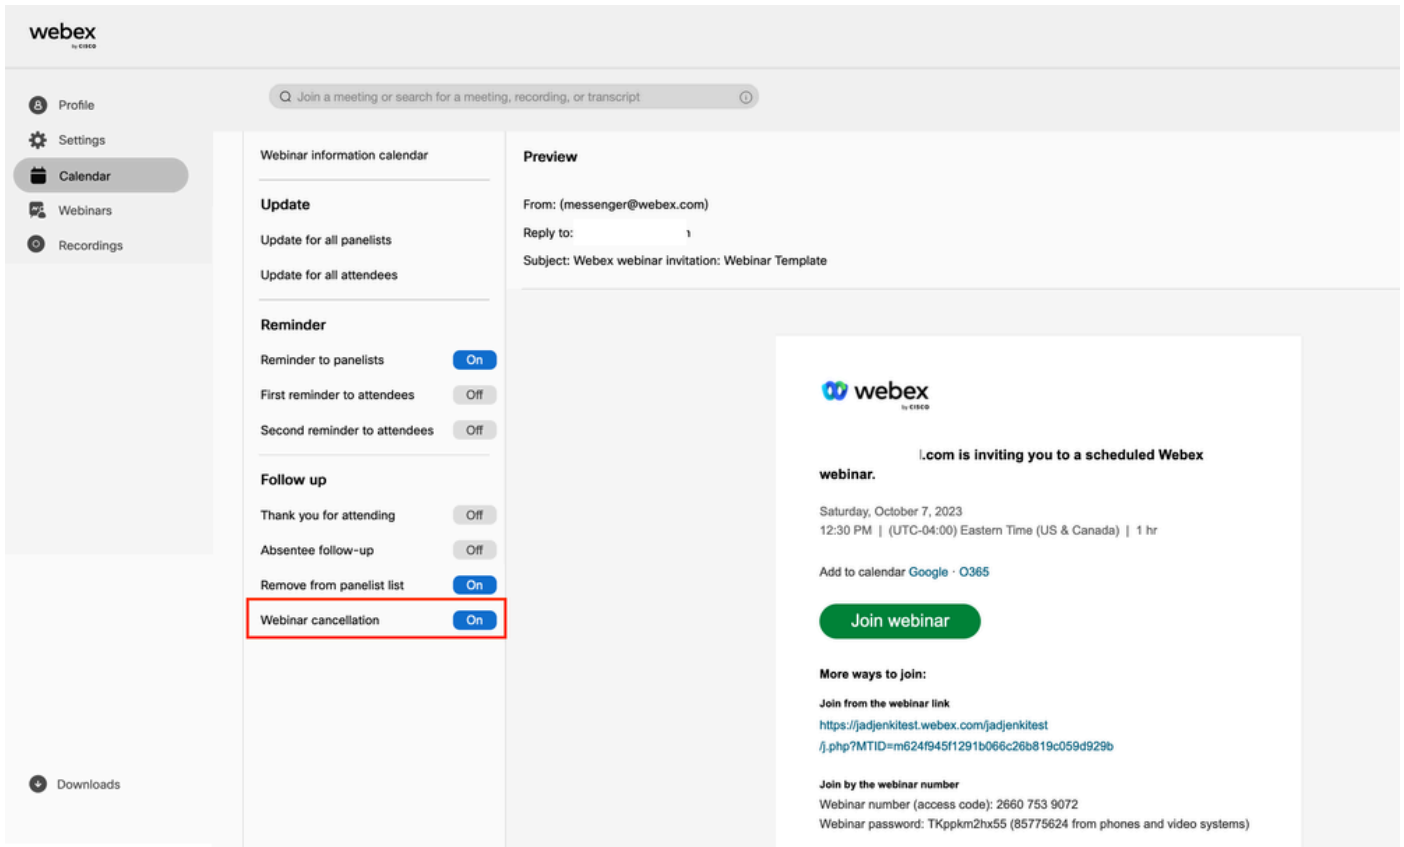 webex
by CISCO
Profile
Settings
Calendar
Webinars
Recordings
Downloads
Join a meeting or search for a meeting, recording, or transcript
Webinar information calendar
Update
Update for all panelists
Update for all attendees
Reminder
Reminder to panelists On
First reminder to attendees Off
Second reminder to attendees Off
Follow up
Thank you for attending Off
Absentee follow-up Off
Remove from panelist list On
Webinar cancellation On
Preview
From: (messenger@webex.com)
Reply to:
Subject: Webex webinar invitation: Webinar Template
webex
by CISCO
.com is inviting you to a scheduled Webex
webinar.
Saturday, October 7, 2023
12:30 PM | (UTC-04:00) Eastern Time (US & Canada) | 1 hr
Add to calendar Google · O365
Join webinar
More ways to join:
Join from the webinar link
https://jadjenkitest.webex.com/jadjenkitest
/j.php?MTID=m624f945f1291b066c26b819c059d929b
Join by the webinar number
Webinar number (access code): 2660 753 9072
Webinar password: TKppkm2hx55 (85775624 from phones and video systems)